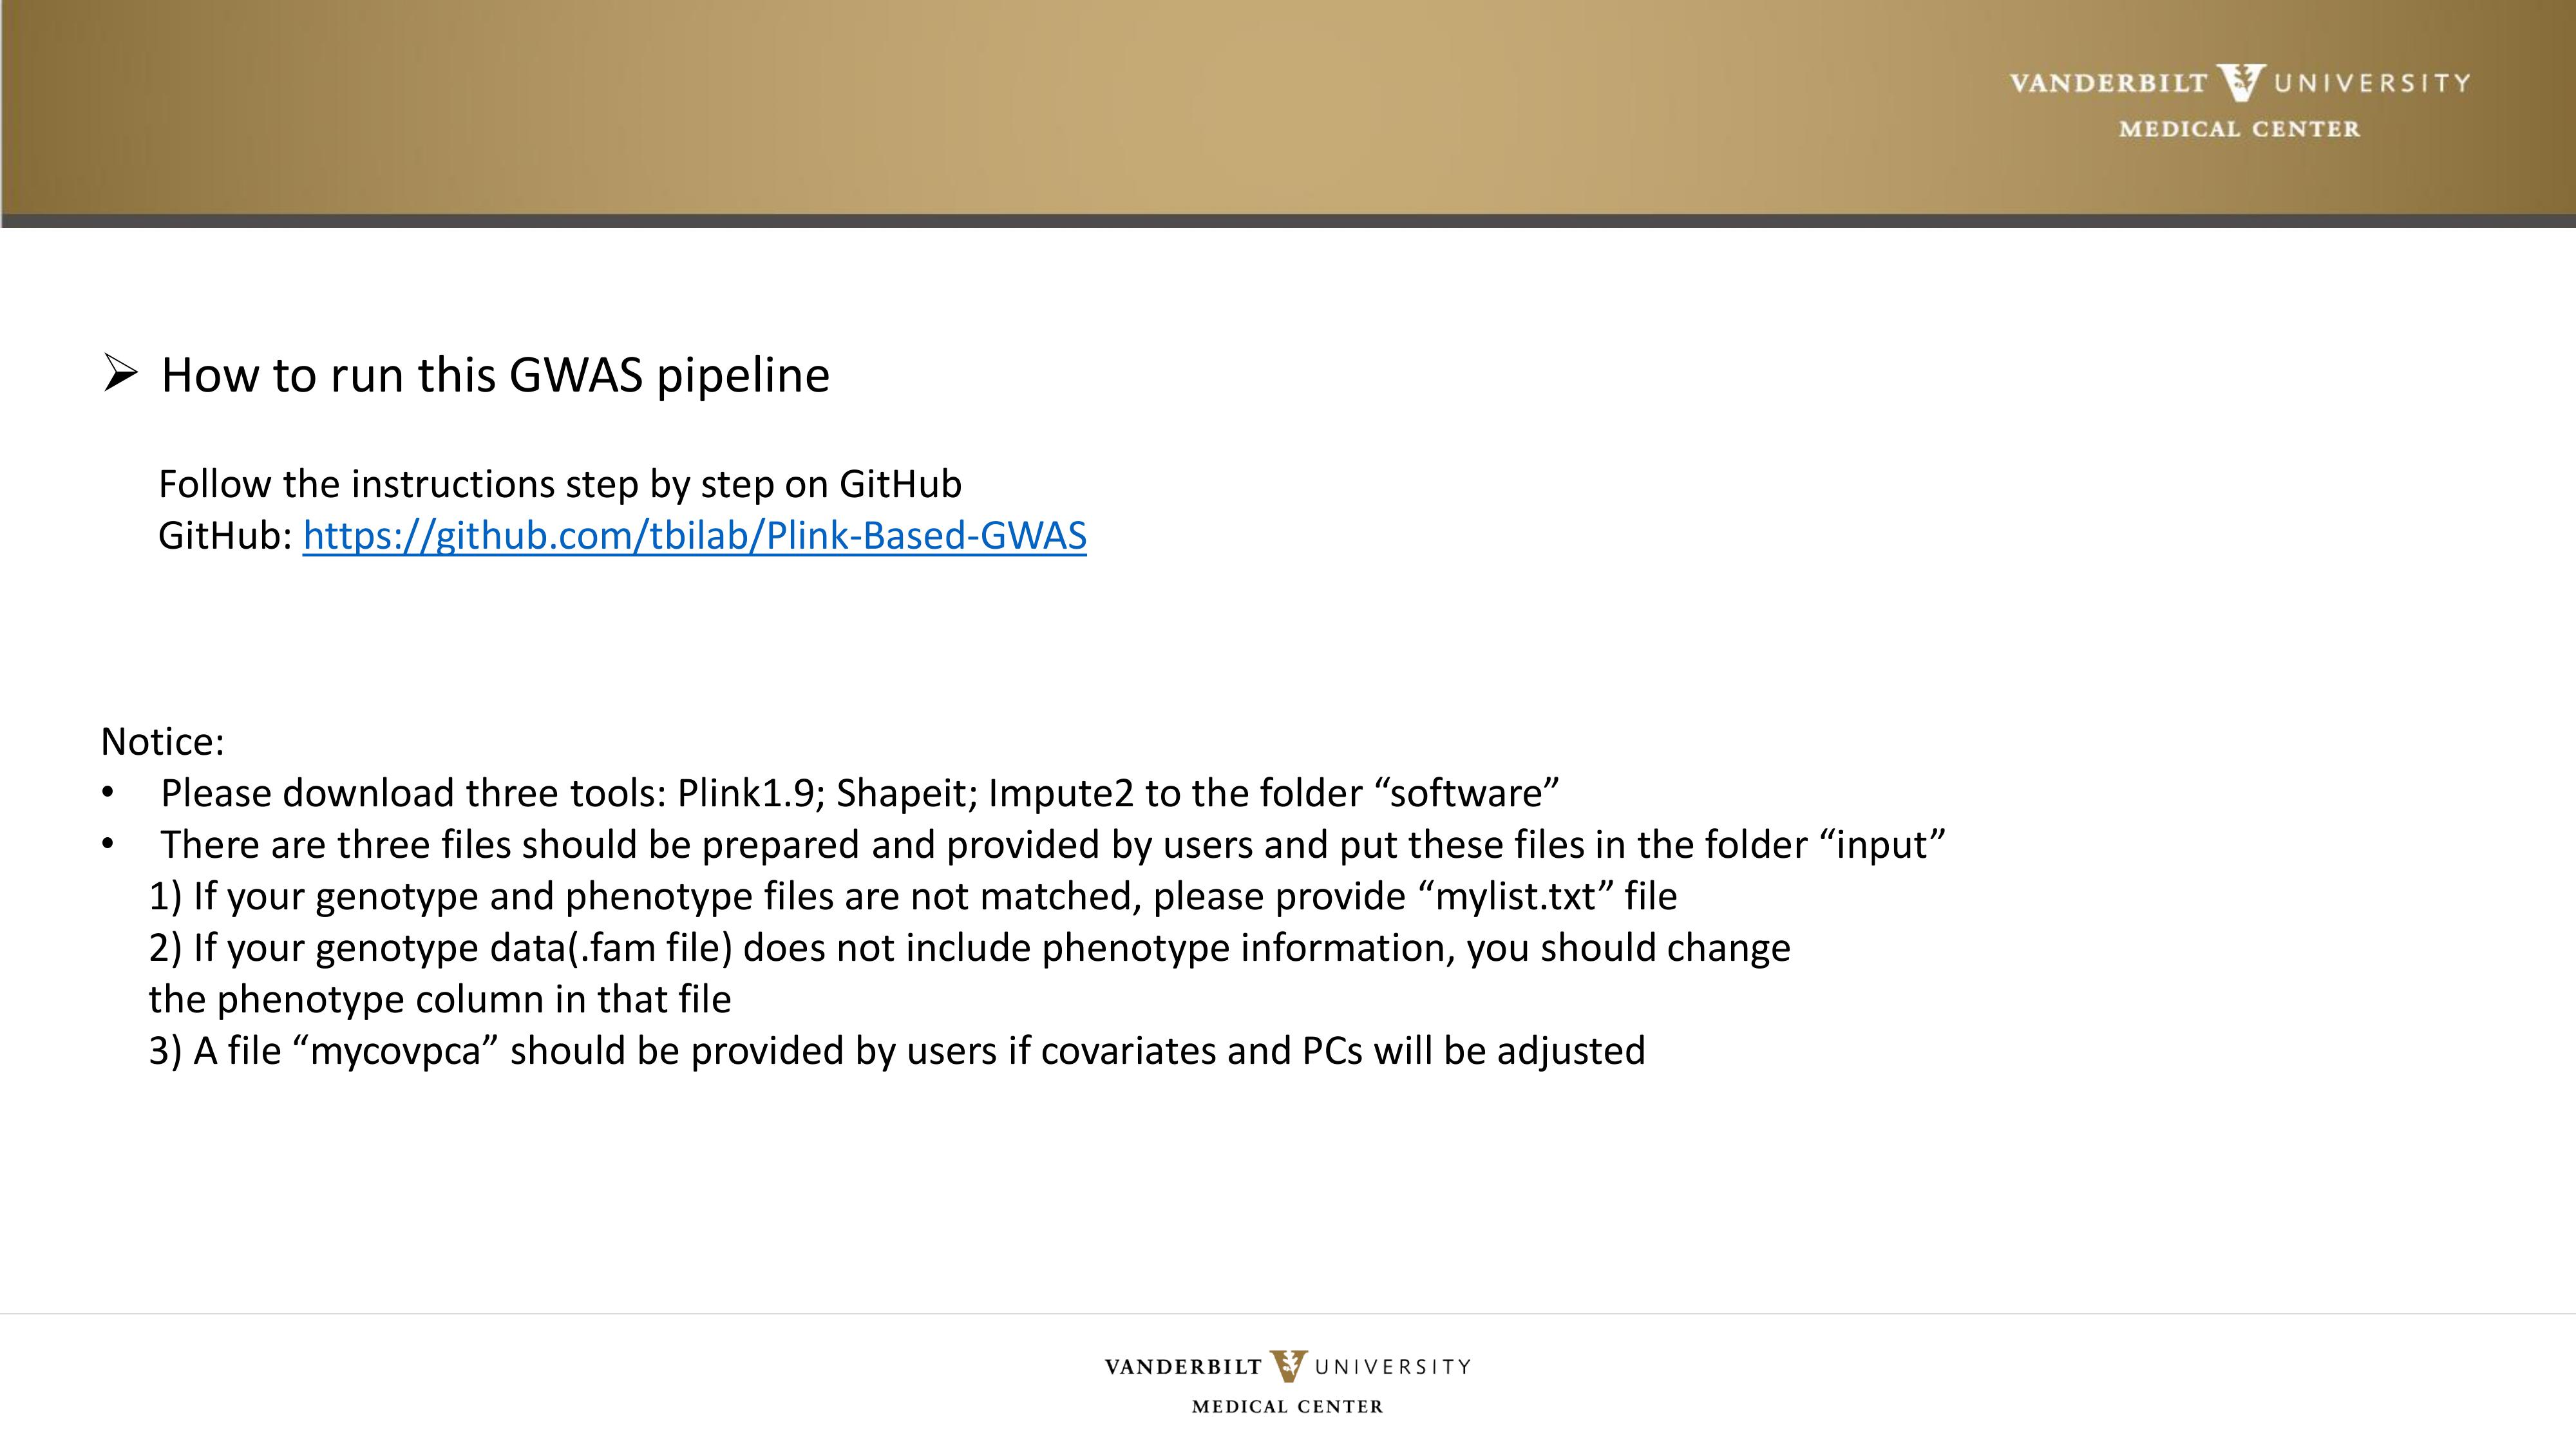 VANDERBILT V UNIVERSITY
MEDICAL CENTER
➢ How to run this GWAS pipeline
Follow the instructions step by step on GitHub
GitHub: https://github.com/tbilab/Plink-Based-GWAS
Notice:
• Please download three tools: Plink1.9; Shapeit; Impute2 to the folder “software”
• There are three files should be prepared and provided by users and put these files in the folder “input”
1) If your genotype and phenotype files are not matched, please provide “mylist.txt” file
2) If your genotype data(.fam file) does not include phenotype information, you should change
the phenotype column in that file
3) A file “mycovpca” should be provided by users if covariates and PCs will be adjusted
VANDERBILT V UNIVERSITY
MEDICAL CENTER